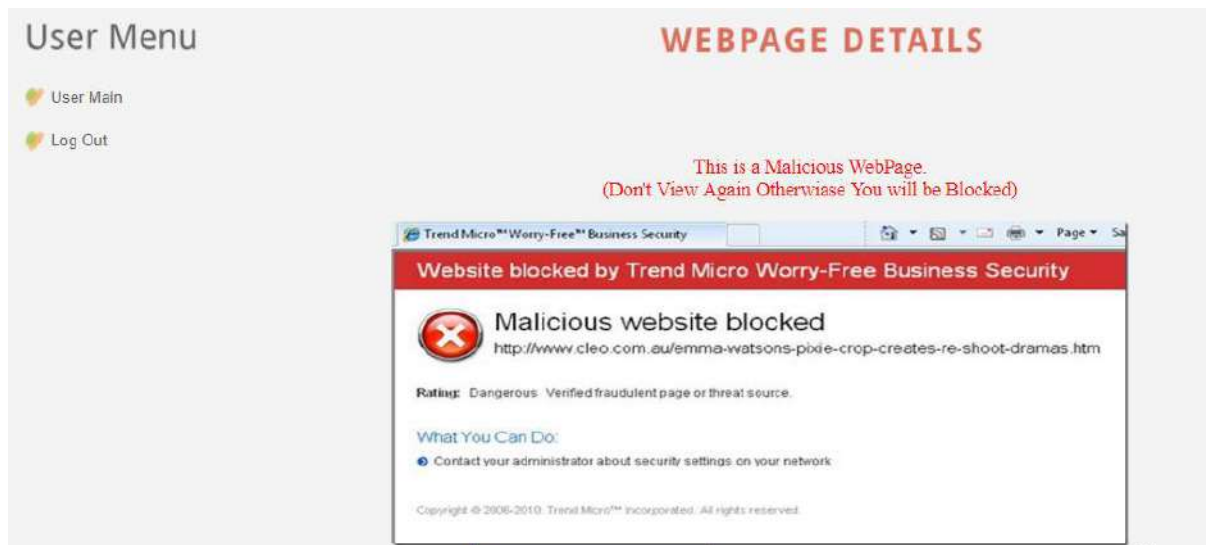 User Menu
WEBPAGE DETAILS
User Main
Log Out
This is a Malicious WebPage.
(Don't View Again Otherwiase You will be Blocked)
Trend Micro™ Worry-Free™ Business Security
Page
Sa
Website blocked by Trend Micro Worry-Free Business Security
Malicious website blocked
http://www.cleo.com.au/emma-watsons-pixie-crop-creates-re-shoot-dramas.htm
Rating: Dangerous Verified fraudulent page or threat source.
What You Can Do:
Contact your administrator about security settings on your network
Copyright © 2006-2010. Trend Micro™ Incorporated. All rights reserved.